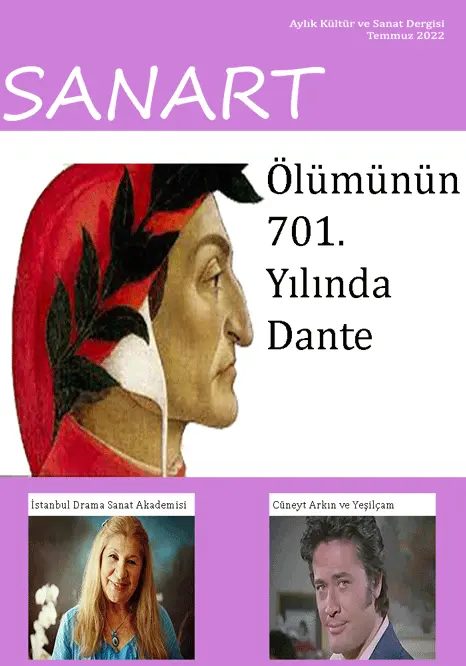 Aylık Kültür ve Sanat Dergisi
Temmuz 2022
SANART
Ölümünün
701.
Yılında
Dante
İstanbul Drama Sanat Akademisi
Cüneyt Arkın ve Yeşilçam